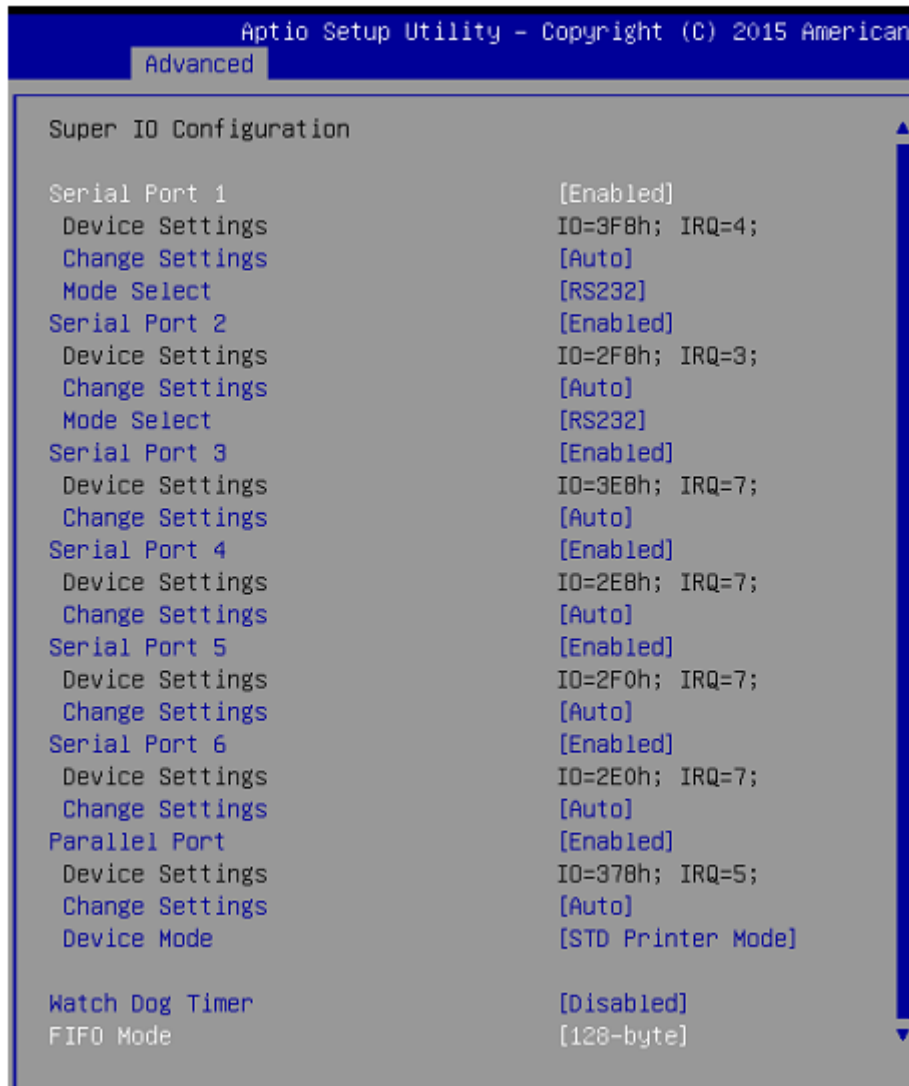 Aptio Setup Utility – Copyright (C) 2015 American
Advanced
Super IO Configuration
Serial Port 1 [Enabled]
Device Settings IO=3F8h; IRQ=4;
Change Settings [Auto]
Mode Select [RS232]
Serial Port 2 [Enabled]
Device Settings IO=2F8h; IRQ=3;
Change Settings [Auto]
Mode Select [RS232]
Serial Port 3 [Enabled]
Device Settings IO=3E8h; IRQ=7;
Change Settings [Auto]
Serial Port 4 [Enabled]
Device Settings IO=2E8h; IRQ=7;
Change Settings [Auto]
Serial Port 5 [Enabled]
Device Settings IO=2F0h; IRQ=7;
Change Settings [Auto]
Serial Port 6 [Enabled]
Device Settings IO=2E0h; IRQ=7;
Change Settings [Auto]
Parallel Port [Enabled]
Device Settings IO=378h; IRQ=5;
Change Settings [Auto]
Device Mode [STD Printer Mode]
Watch Dog Timer [Disabled]
FIFO Mode [128-byte]